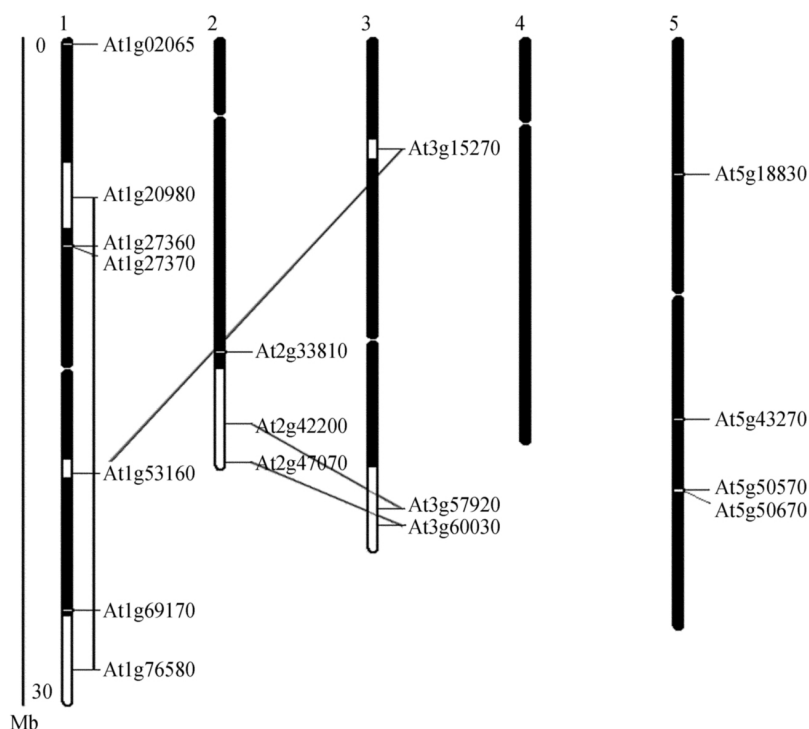 1
2
3
4
5
0
At1g02065
At1g20980
At1g27360
At1g27370
At1g53160
At1g69170
At1g76580
30
Mb
At2g33810
At2g42200
At2g47070
At3g15270
At3g57920
At3g60030
At5g18830
At5g43270
At5g50570
At5g50670